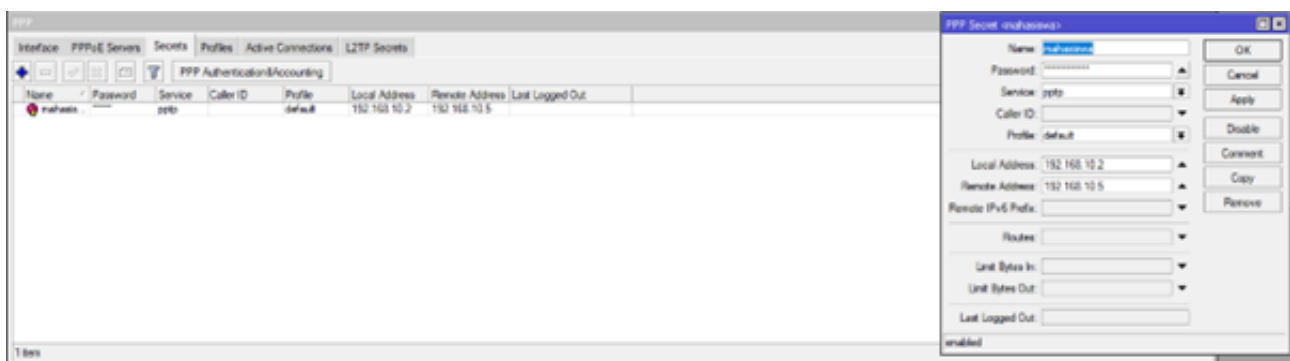 PPP
Interface PPPoE Servers Secrets Profiles Active Connections L2TP Secrets
PPP Authentication&Accounting
Name / Password Service Caller ID Profile Local Address Remote Address Last Logged Out
mahasis... ***** pptp default 192.168.10.2 192.168.10.5
1 item
PPP Secret <mahasiswa>
Name: mahasiswa
OK
Password: **********
Cancel
Service: pptp
Apply
Caller ID:
Profile: default
Disable
Comment
Local Address: 192.168.10.2
Copy
Remote Address: 192.168.10.5
Remove
Remote IPv6 Prefix:
Routes:
Limit Bytes In:
Limit Bytes Out:
Last Logged Out:
enabled